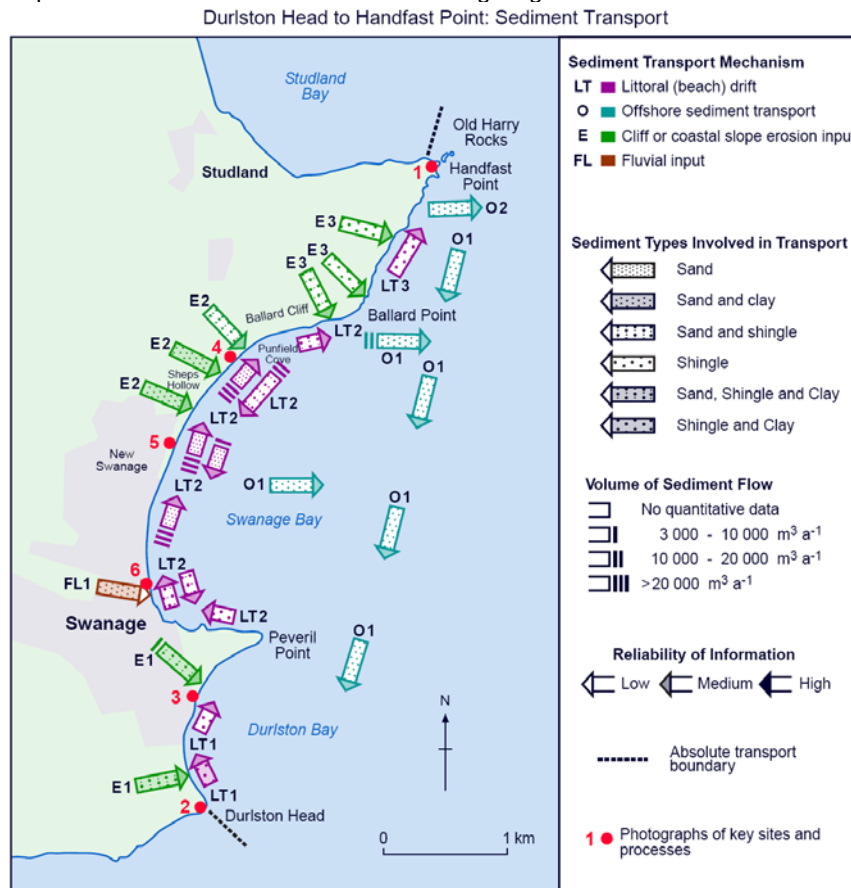 Durlston Head to Handfast Point: Sediment Transport
Studland
Bay
Old Harry
Rocks
Studland
1
Handfast
Point
O2
E3
O1
E3
E3
LT3
E2
Ballard Cliff
Ballard Point
LT2
O1
4
Punfield
Cove
E2
O1
Sheps
Hollow
E2
LT2
LT2
5
New
Swanage
LT2
O1
O1
Swanage Bay
6
LT2
FL1
Swanage
LT2
Peveril
Point
O1
E1
3
Durlston Bay
N
LT1
E1
LT1
2
Durlston Head
0
1 km
Sediment Transport Mechanism
LT Littoral (beach) drift
O Offshore sediment transport
E Cliff or coastal slope erosion input
FL Fluvial input
Sediment Types Involved in Transport
Sand
Sand and clay
Sand and shingle
Shingle
Sand, Shingle and Clay
Shingle and Clay
Volume of Sediment Flow
No quantitative data
3 000 - 10 000 m³ a⁻¹
10 000 - 20 000 m³ a⁻¹
>20 000 m³ a⁻¹
Reliability of Information
Low Medium High
Absolute transport
boundary
1 Photographs of key sites and
processes